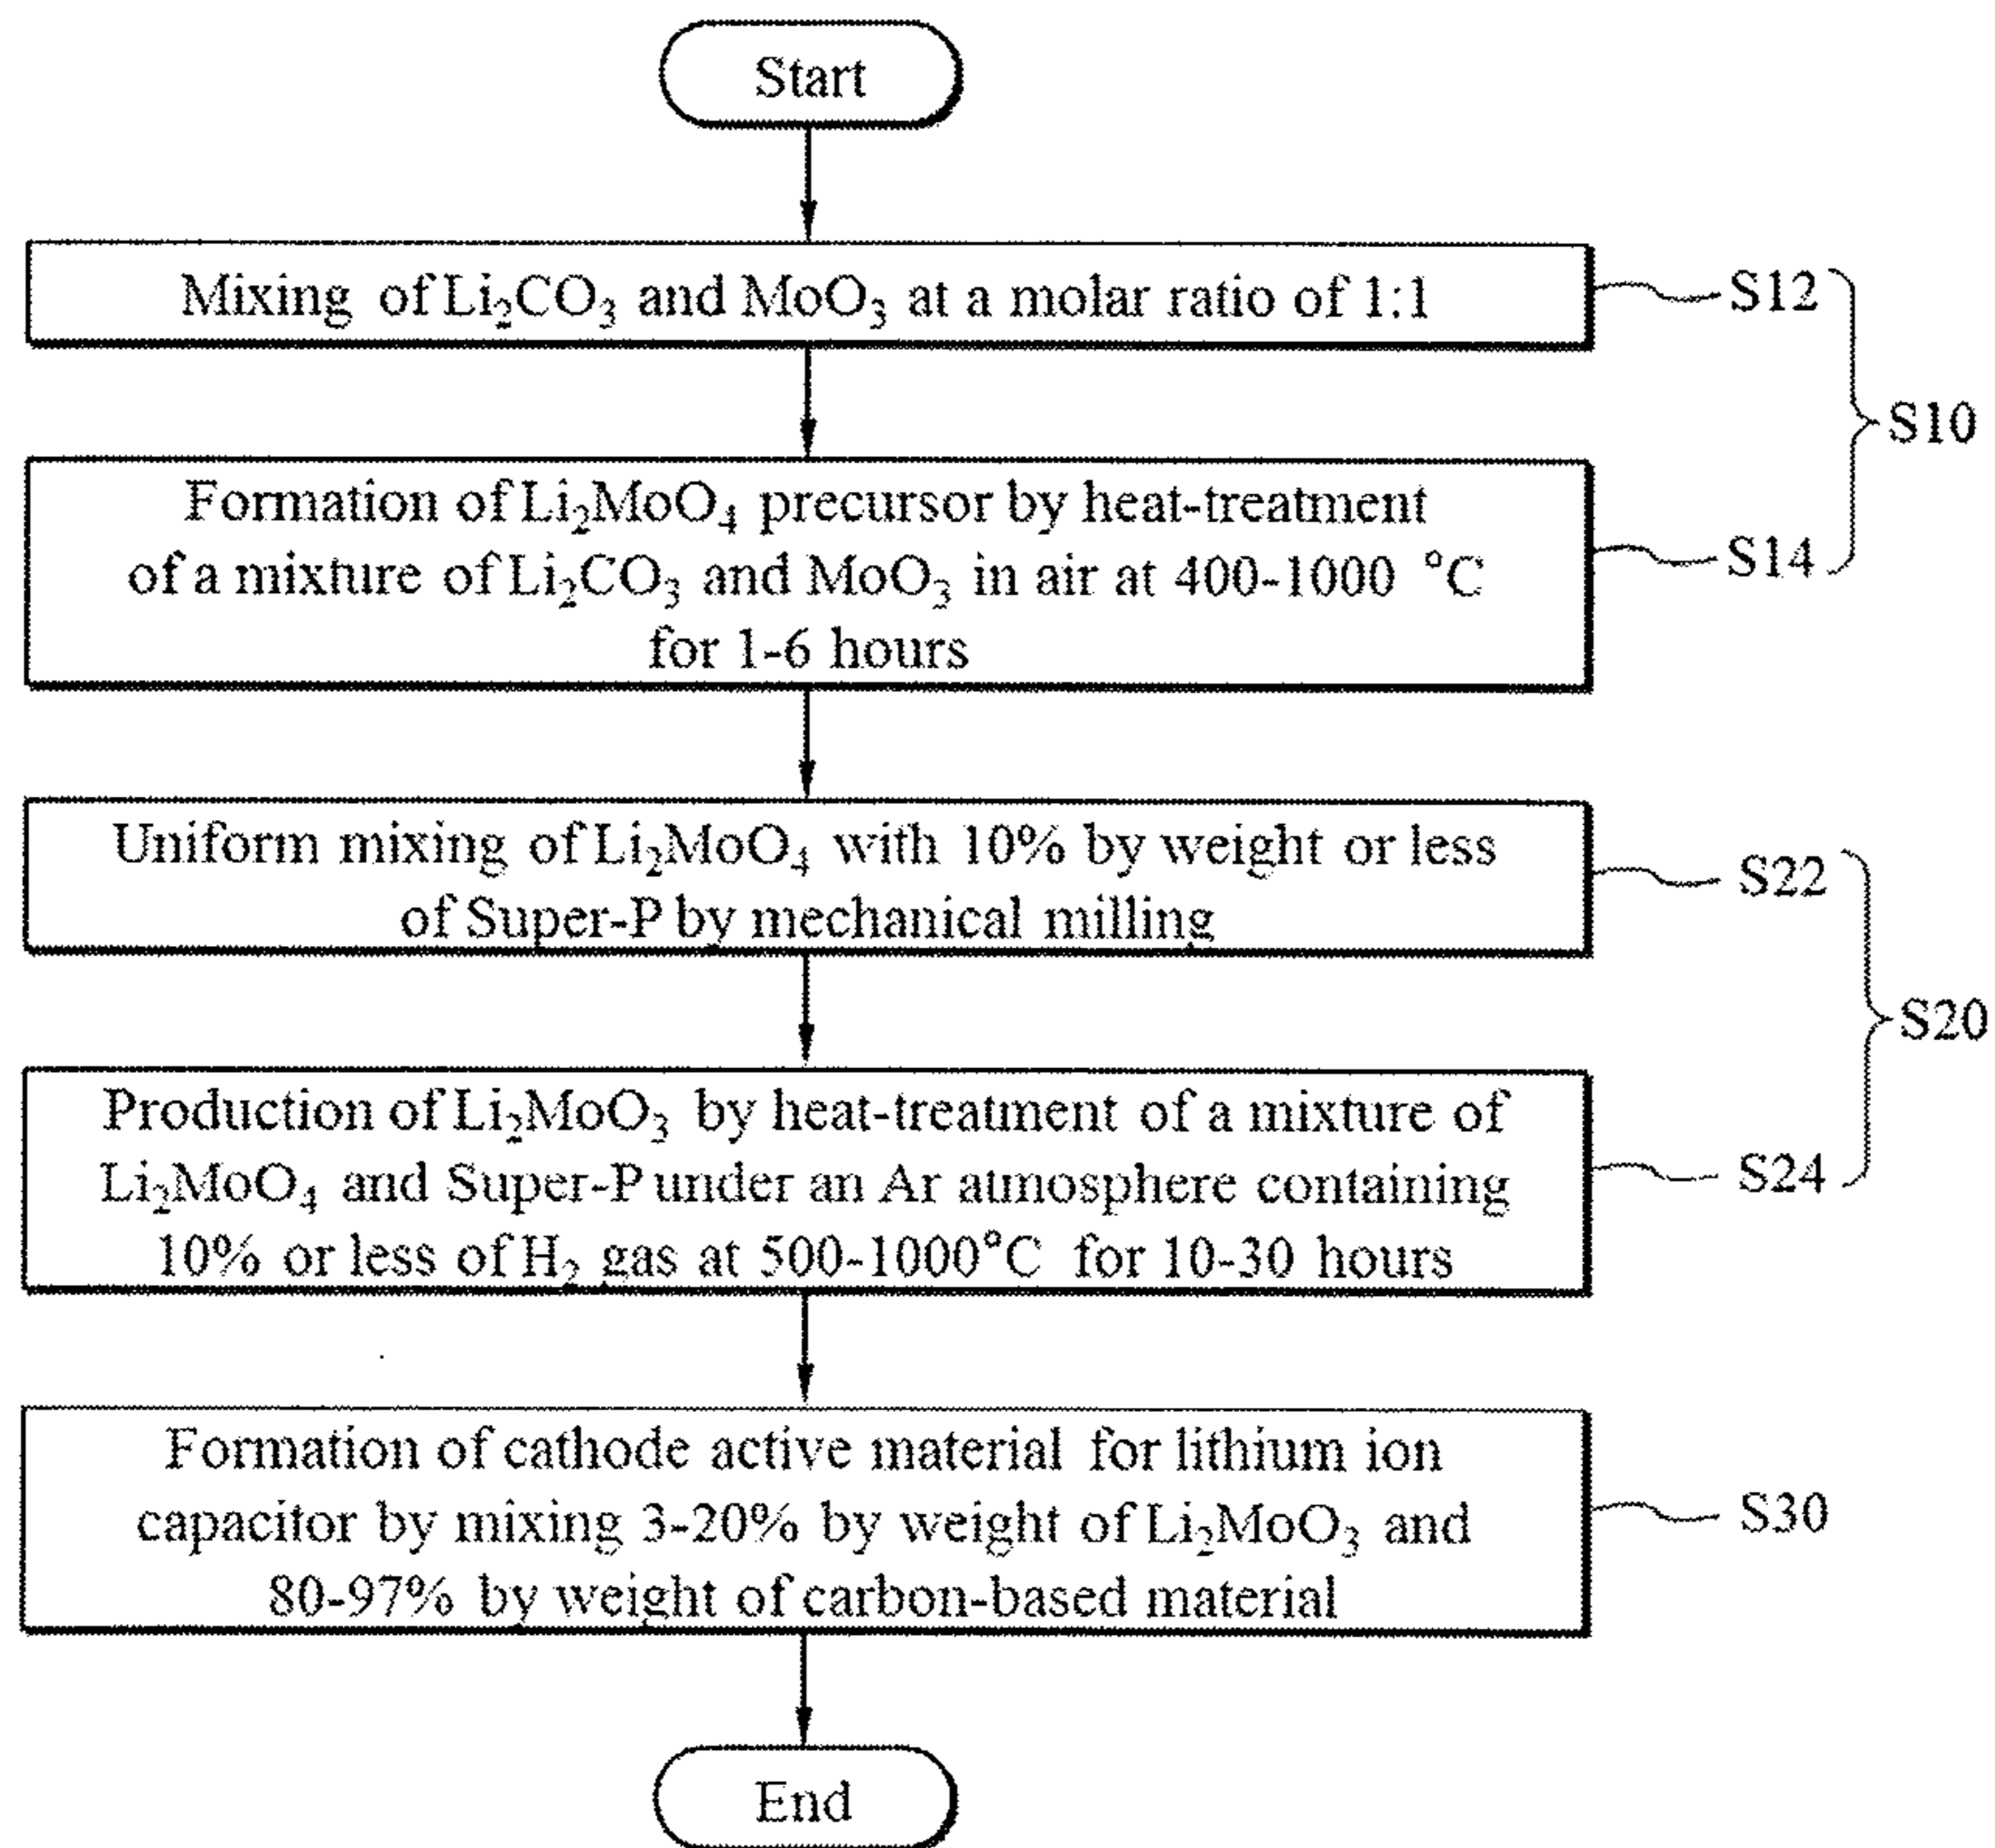 Start
Mixing of Li₂CO₃ and MoO₃ at a molar ratio of 1:1
S12
S10
Formation of Li₂MoO₄ precursor by heat-treatment
of a mixture of Li₂CO₃ and MoO₃ in air at 400-1000 °C
for 1-6 hours
S14
Uniform mixing of Li₂MoO₄ with 10% by weight or less
of Super-P by mechanical milling
S22
S20
Production of Li₂MoO₃ by heat-treatment of a mixture of
Li₂MoO₄ and Super-P under an Ar atmosphere containing
10% or less of H₂ gas at 500-1000°C for 10-30 hours
S24
Formation of cathode active material for lithium ion
capacitor by mixing 3-20% by weight of Li₂MoO₃ and
80-97% by weight of carbon-based material
S30
End